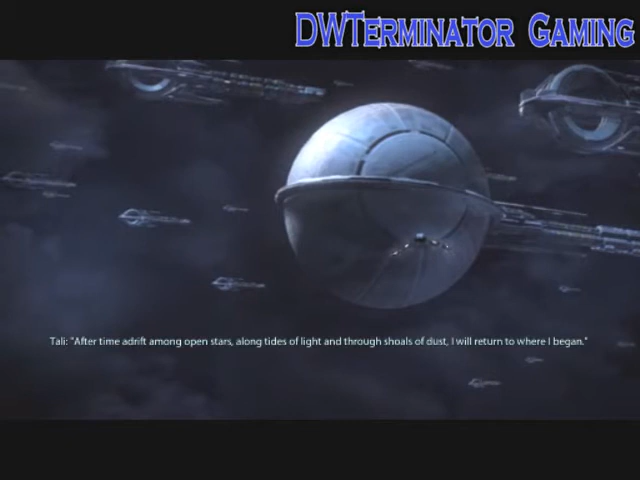 DWTerminator Gaming
Tali: "After time adrift among open stars, along tides of light and through shoals of dust, I will return to where I began."